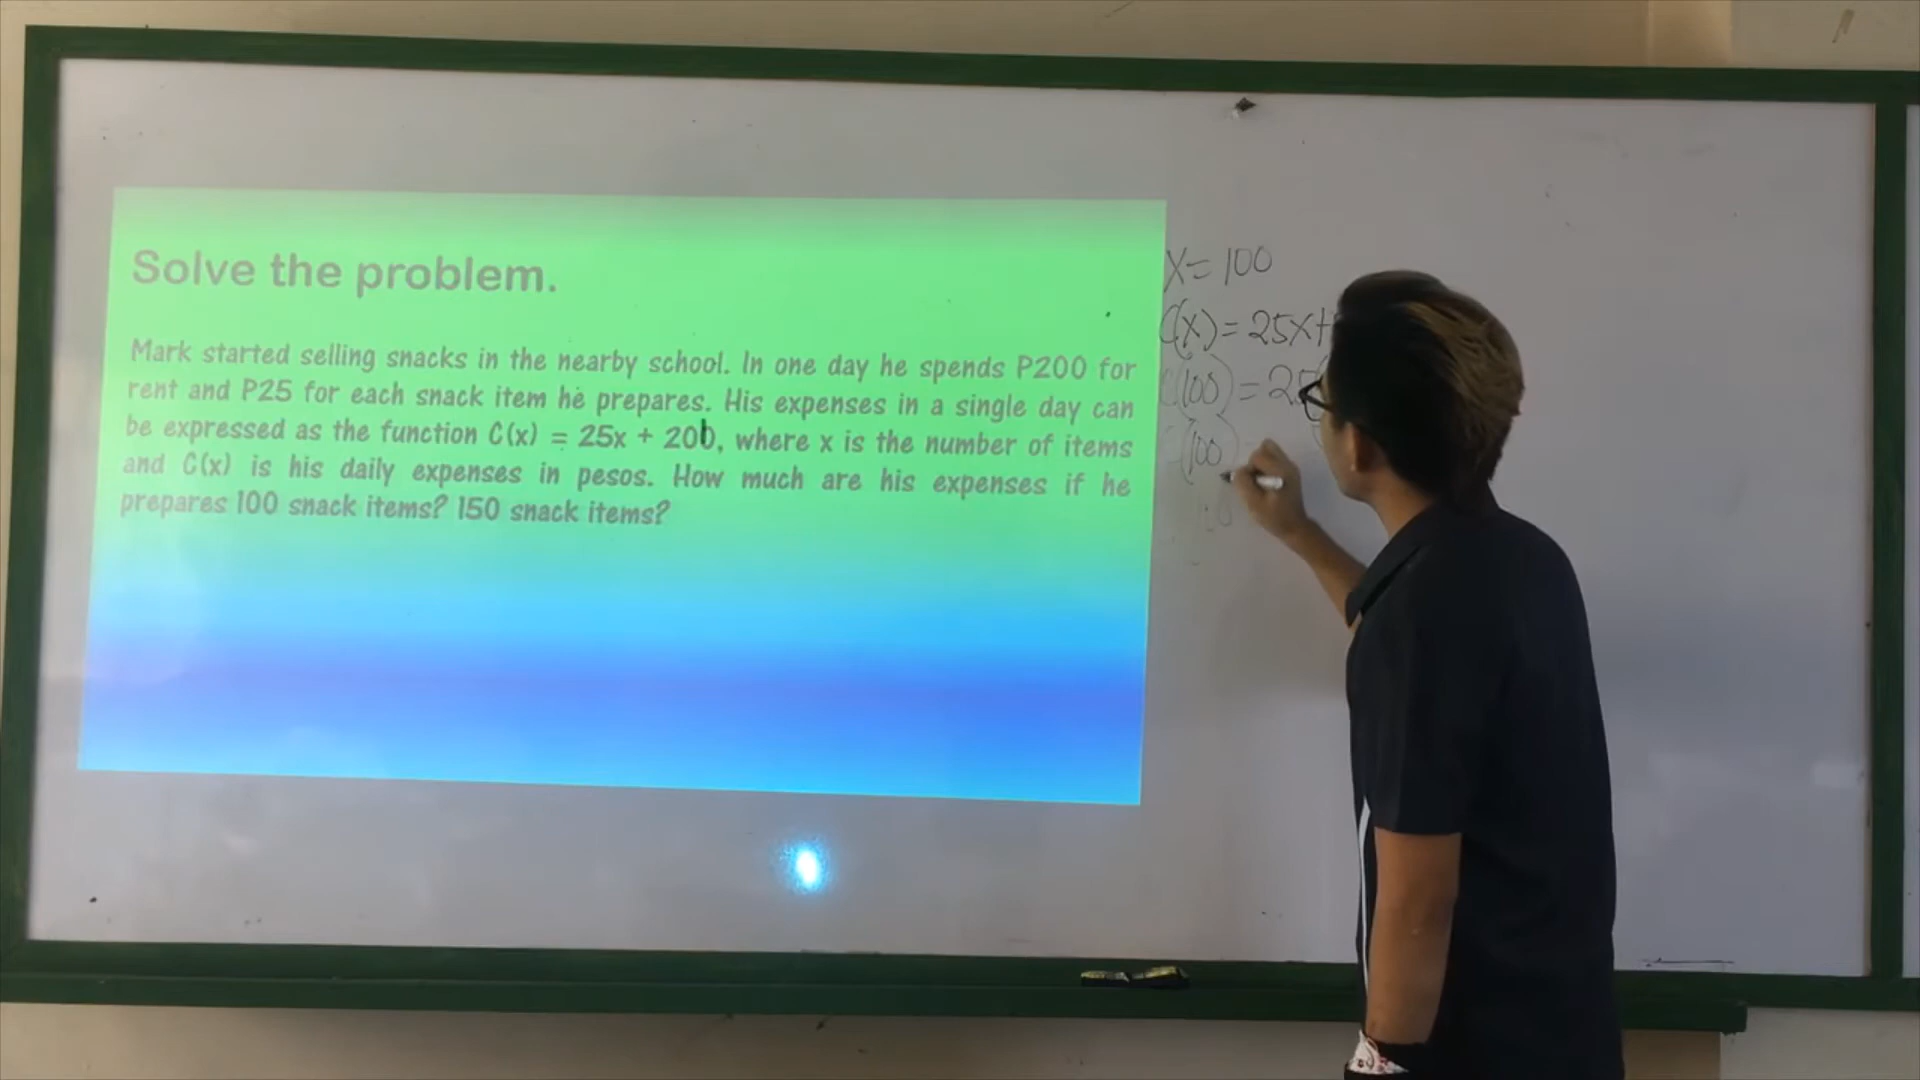 Solve the problem.
Mark started selling snacks in the nearby school. In one day he spends P200 for
rent and P25 for each snack item he prepares. His expenses in a single day can
be expressed as the function C(x) = 25x + 200, where x is the number of items
and C(x) is his daily expenses in pesos. How much are his expenses if he
prepares 100 snack items? 150 snack items?
X = 100
C(X) = 25X +
C(100) = 25
(100)